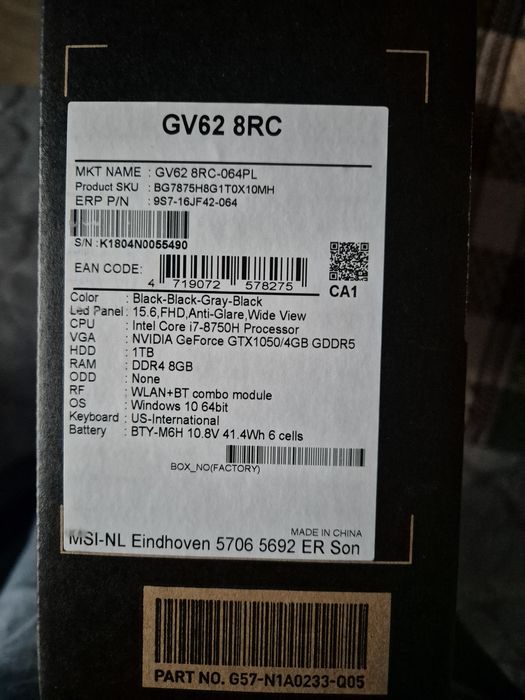 GV62 8RC
MKT NAME : GV62 8RC-064PL
Product SKU : BG7875H8G1T0X10MH
ERP P/N : 9S7-16JF42-064
S/N :K1804N0055490
EAN CODE: 4 719072 578275
CA1
Color : Black-Black-Gray-Black
Led Panel : 15.6,FHD,Anti-Glare,Wide View
CPU : Intel Core i7-8750H Processor
VGA : NVIDIA GeForce GTX1050/4GB GDDR5
HDD : 1TB
RAM : DDR4 8GB
ODD : None
RF : WLAN+BT combo module
OS : Windows 10 64bit
Keyboard : US-International
Battery : BTY-M6H 10.8V 41.4Wh 6 cells
BOX_NO(FACTORY)
MADE IN CHINA
MSI-NL Eindhoven 5706 5692 ER Son
PART NO. G57-N1A0233-Q05